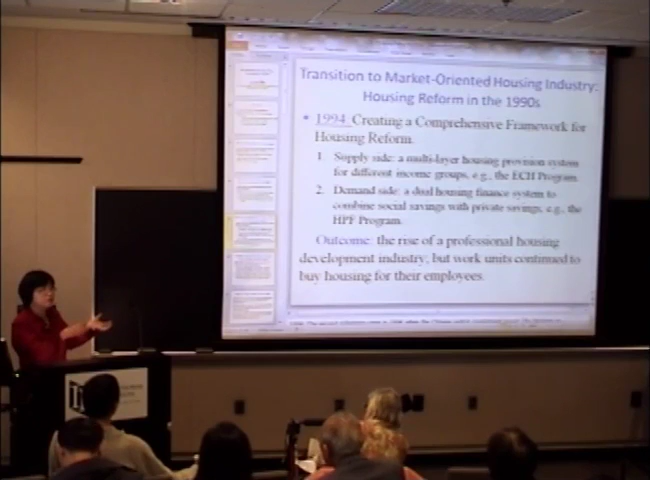 Transition to Market-Oriented Housing Industry:
Housing Reform in the 1990s
• 1994 Creating a Comprehensive Framework for
Housing Reform.
1. Supply side: a multi-layer housing provision system
for different income groups, e.g., the ECH Program.
2. Demand side: a dual housing finance system to
combine social savings with private savings, e.g., the
HPF Program.
Outcome: the rise of a professional housing
development industry; but work units continued to
buy housing for their employees.